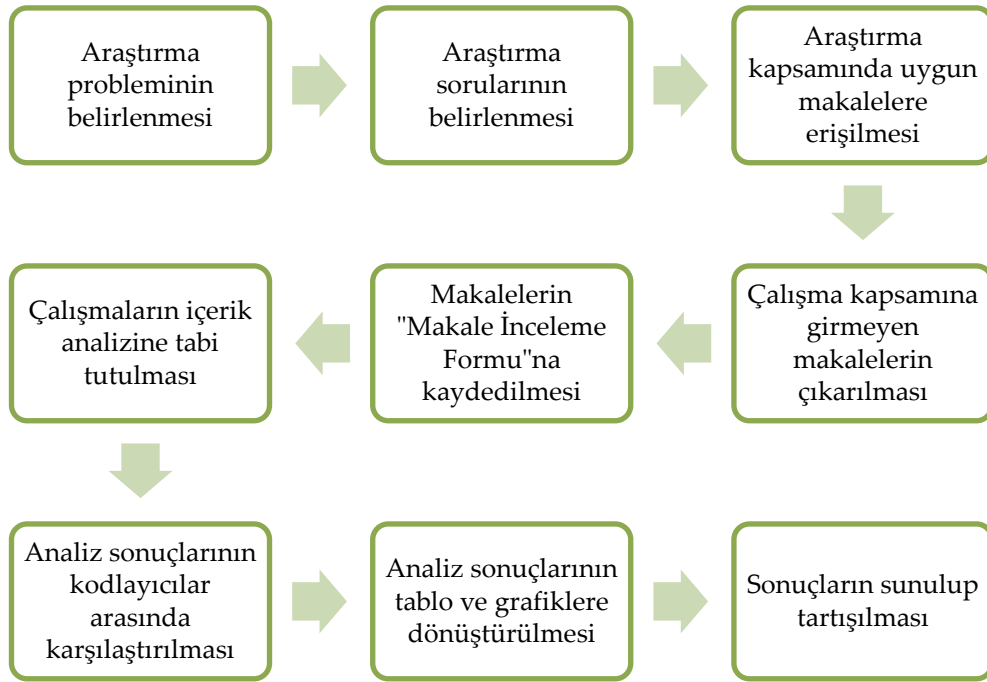 Araştırma
probleminin
belirlenmesi
Araştırma
sorularının
belirlenmesi
Araştırma
kapsamında uygun
makalelere
erişilmesi
Çalışma kapsamına
girmeyen
makalelerin
çıkarılması
Makalelerin
"Makale İnceleme
Formu"na
kaydedilmesi
Çalışmaların içerik
analizine tabi
tutulması
Analiz sonuçlarının
kodlayıcılar
arasında
karşılaştırılması
Analiz sonuçlarının
tablo ve grafiklere
dönüştürülmesi
Sonuçların sunulup
tartışılması